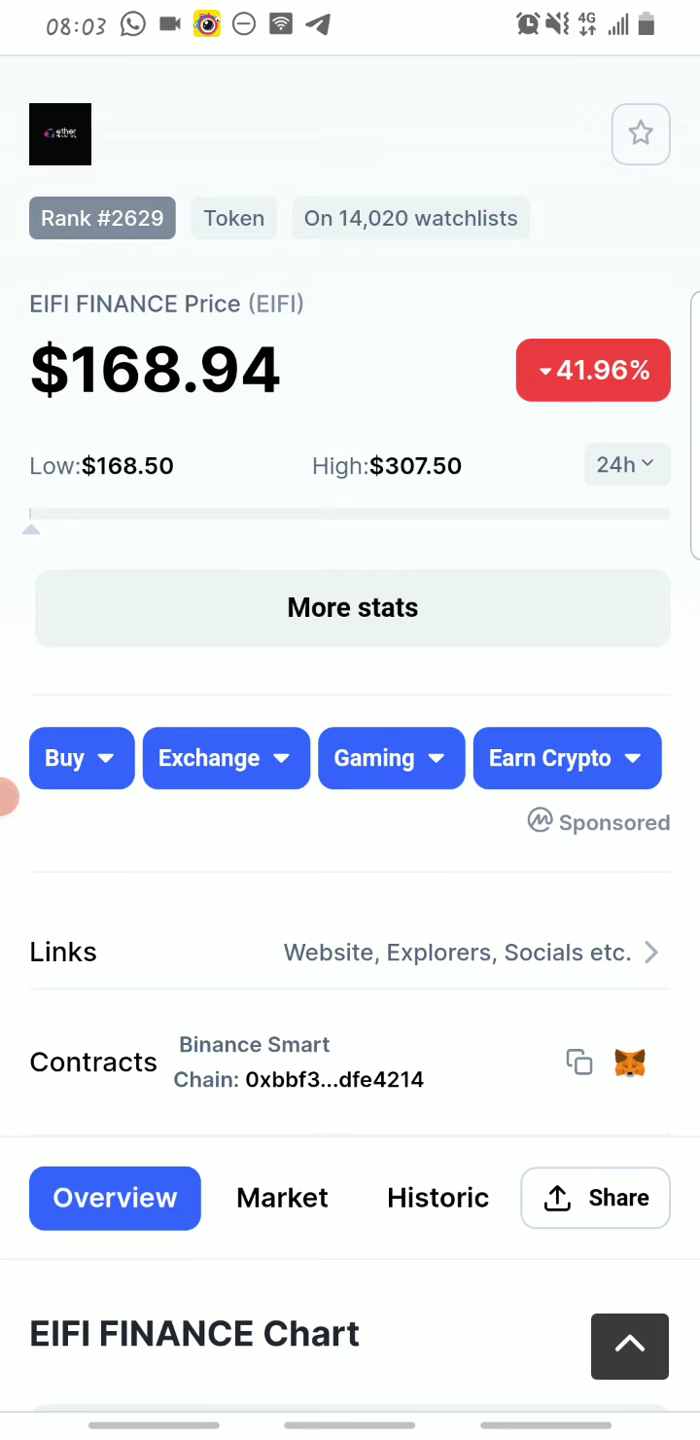 08:03
4G
ether
Rank #2629 Token On 14,020 watchlists
EIFI FINANCE Price (EIFI)
$168.94
41.96%
Low:$168.50 High:$307.50 24h
More stats
Buy Exchange Gaming Earn Crypto
Sponsored
Links Website, Explorers, Socials etc.
Binance Smart
Contracts
Chain: 0xbbf3...dfe4214
Overview Market Historic Share
EIFI FINANCE Chart